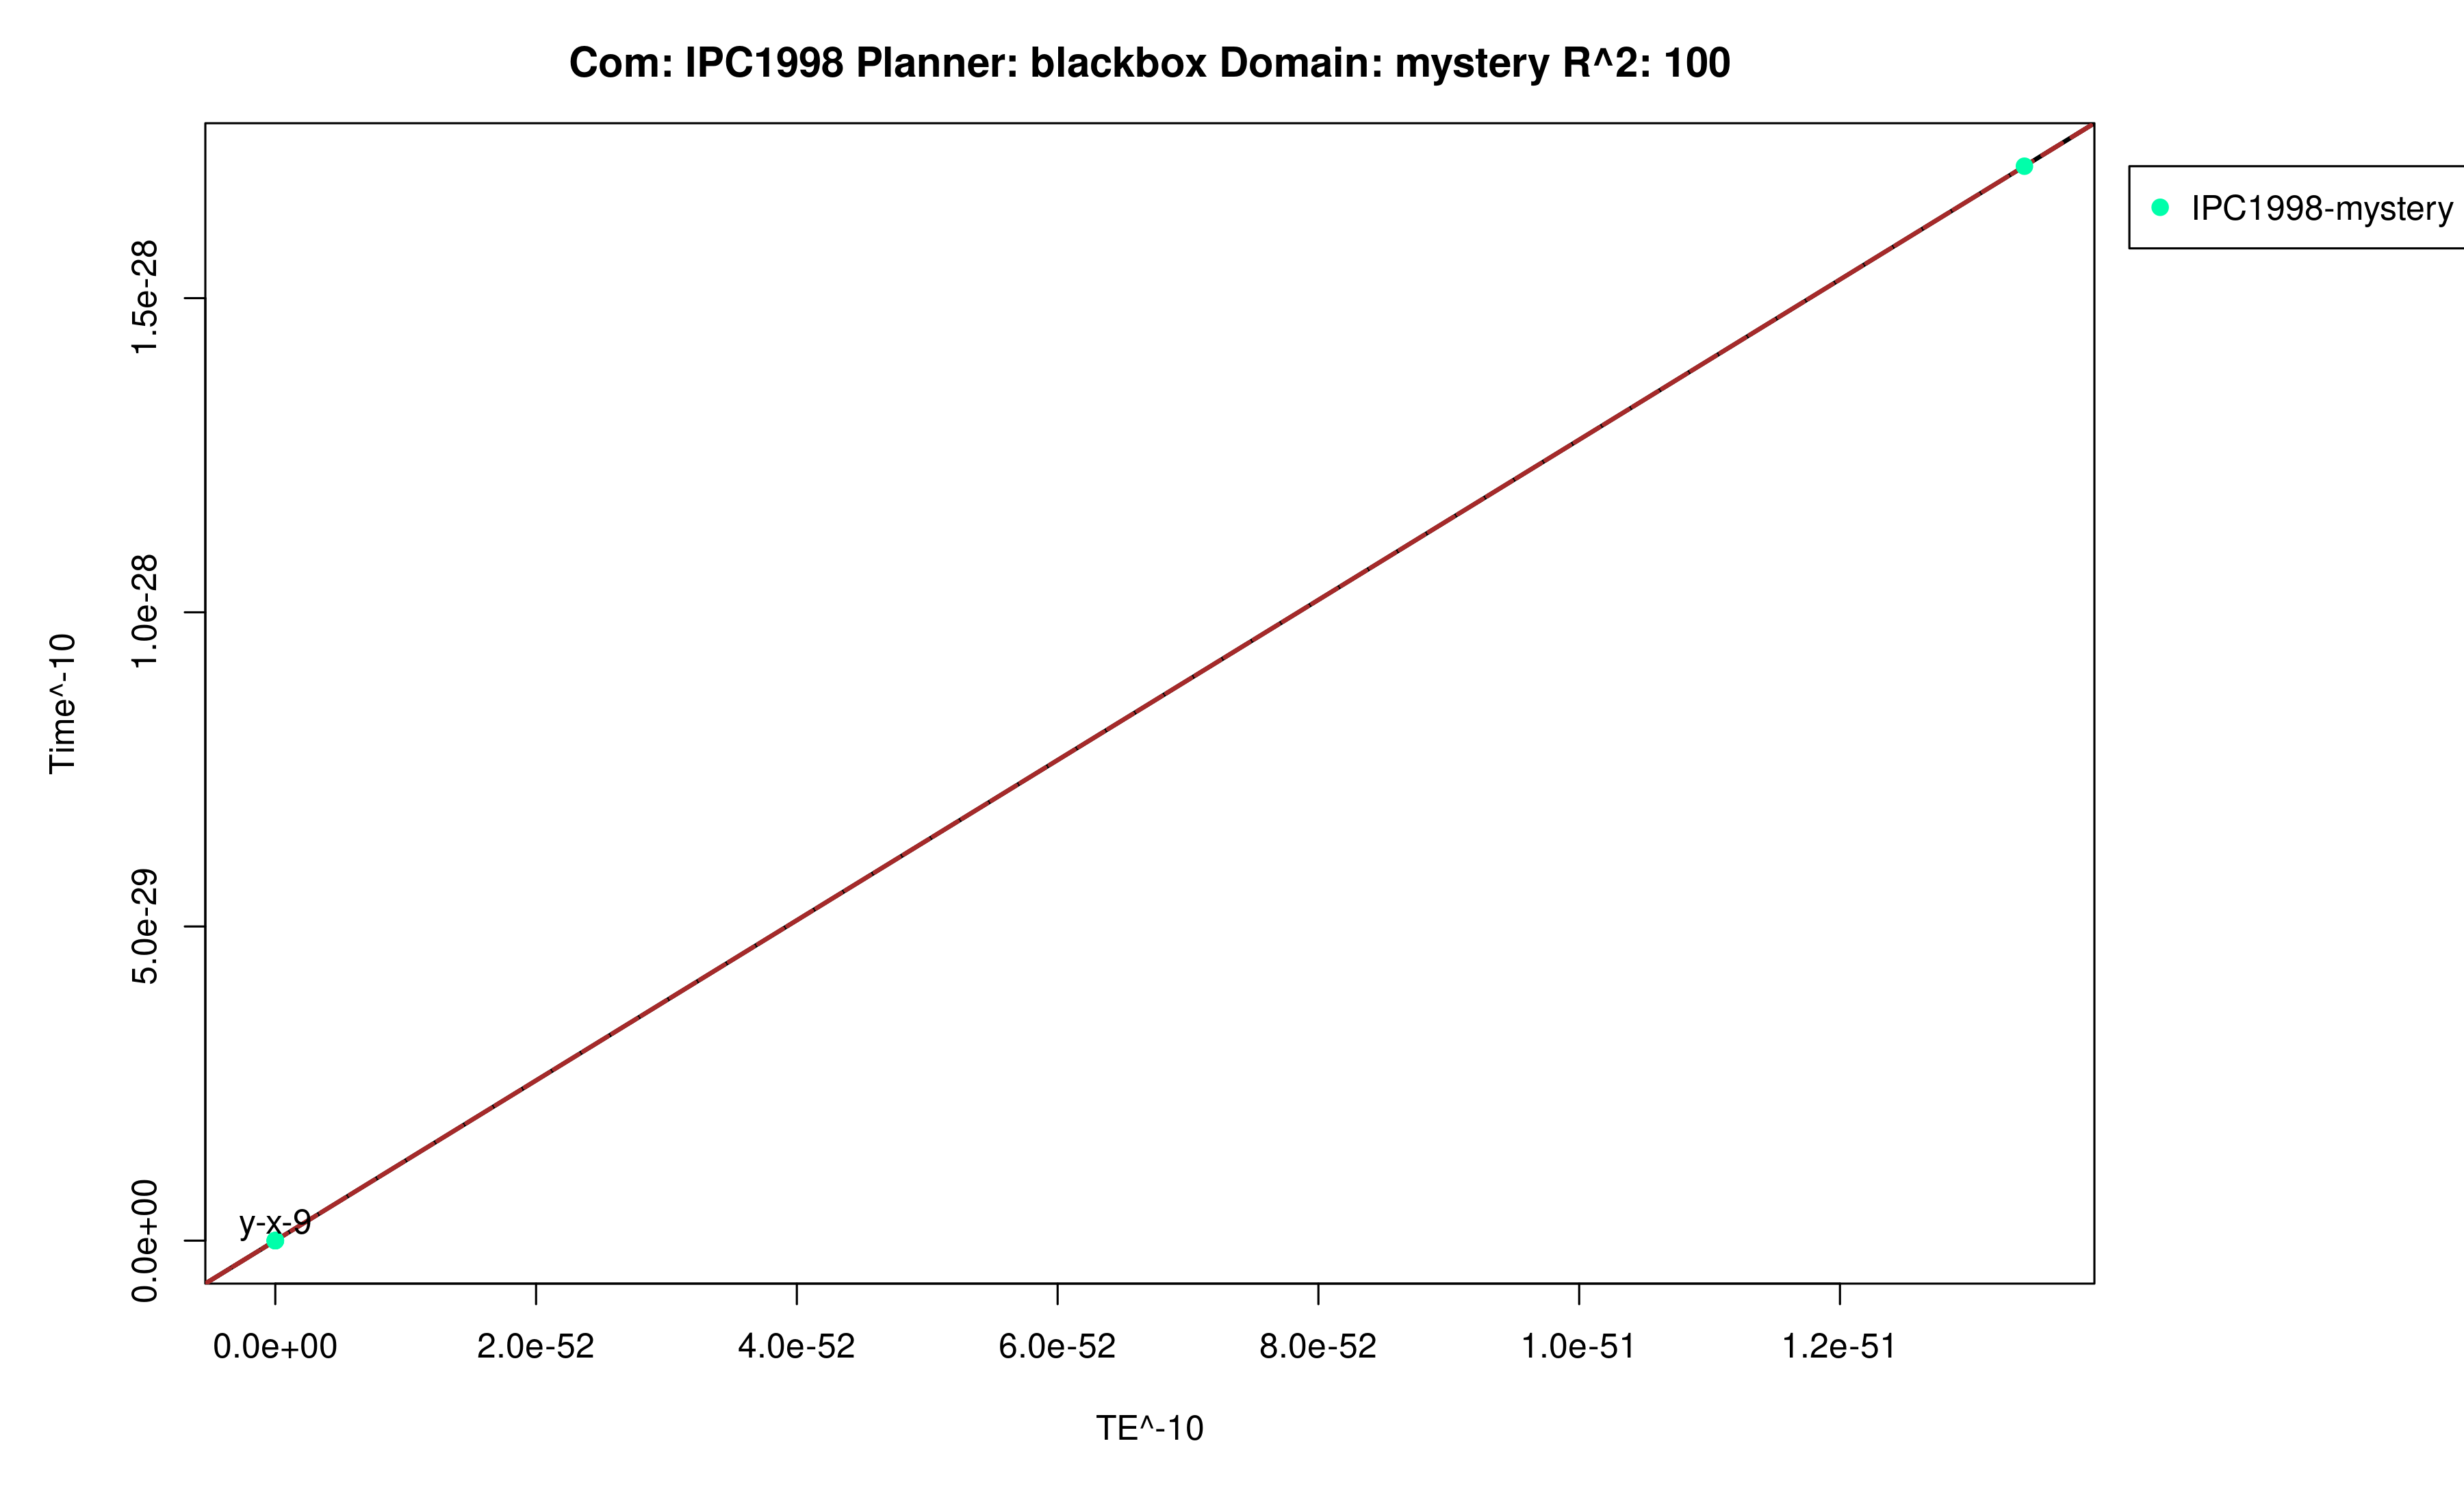 Com: IPC1998 Planner: blackbox Domain: mystery R^2: 100
IPC1998-mystery
1.5e-28
1.0e-28
5.0e-29
0.0e+00
Time^-10
y-x-9
0.0e+00 2.0e-52 4.0e-52 6.0e-52 8.0e-52 1.0e-51 1.2e-51
TE^-10